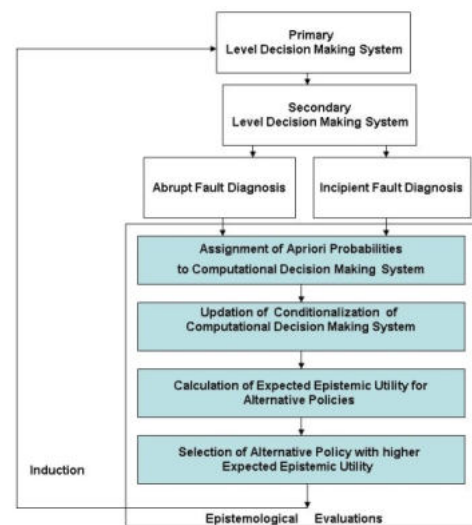 Primary
Level Decision Making System
Secondary
Level Decision Making System
Abrupt Fault Diagnosis
Incipient Fault Diagnosis
Assignment of Apriori Probabilities
to Computational Decision Making System
Updation of Conditionalization of
Computational Decision Making System
Calculation of Expected Epistemic Utility for
Alternative Policies
Selection of Alternative Policy with higher
Expected Epistemic Utility
Induction
Epistemological Evaluations